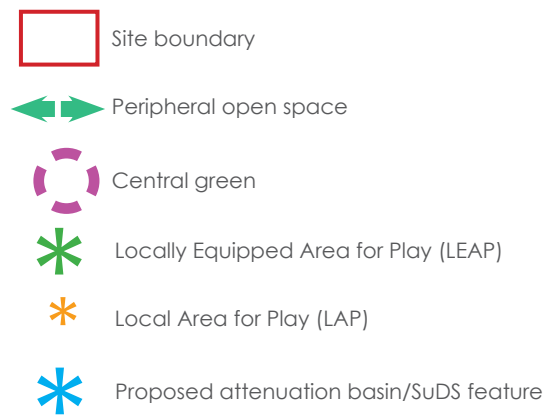 Site boundary
Peripheral open space
Central green
Locally Equipped Area for Play (LEAP)
Local Area for Play (LAP)
Proposed attenuation basin/SuDS feature